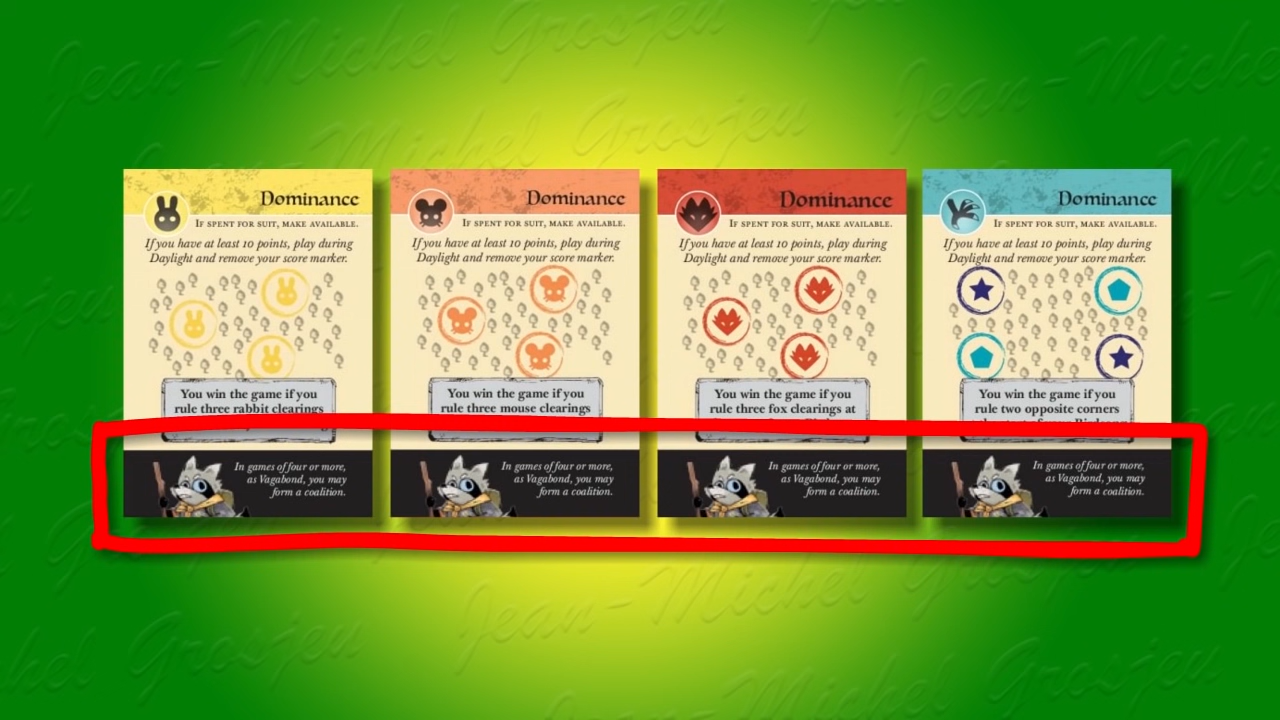 Jean-Michel Grosjeu
Dominance
If spent for suit, make available.
If you have at least 10 points, play during
Daylight and remove your score marker.
You win the game if you
rule three rabbit clearings
In games of four or more,
as Vagabond, you may
form a coalition.
Dominance
If spent for suit, make available.
If you have at least 10 points, play during
Daylight and remove your score marker.
You win the game if you
rule three mouse clearings
In games of four or more,
as Vagabond, you may
form a coalition.
Dominance
If spent for suit, make available.
If you have at least 10 points, play during
Daylight and remove your score marker.
You win the game if you
rule three fox clearings at
In games of four or more,
as Vagabond, you may
form a coalition.
Dominance
If spent for suit, make available.
If you have at least 10 points, play during
Daylight and remove your score marker.
You win the game if you
rule two opposite corners
In games of four or more,
as Vagabond, you may
form a coalition.